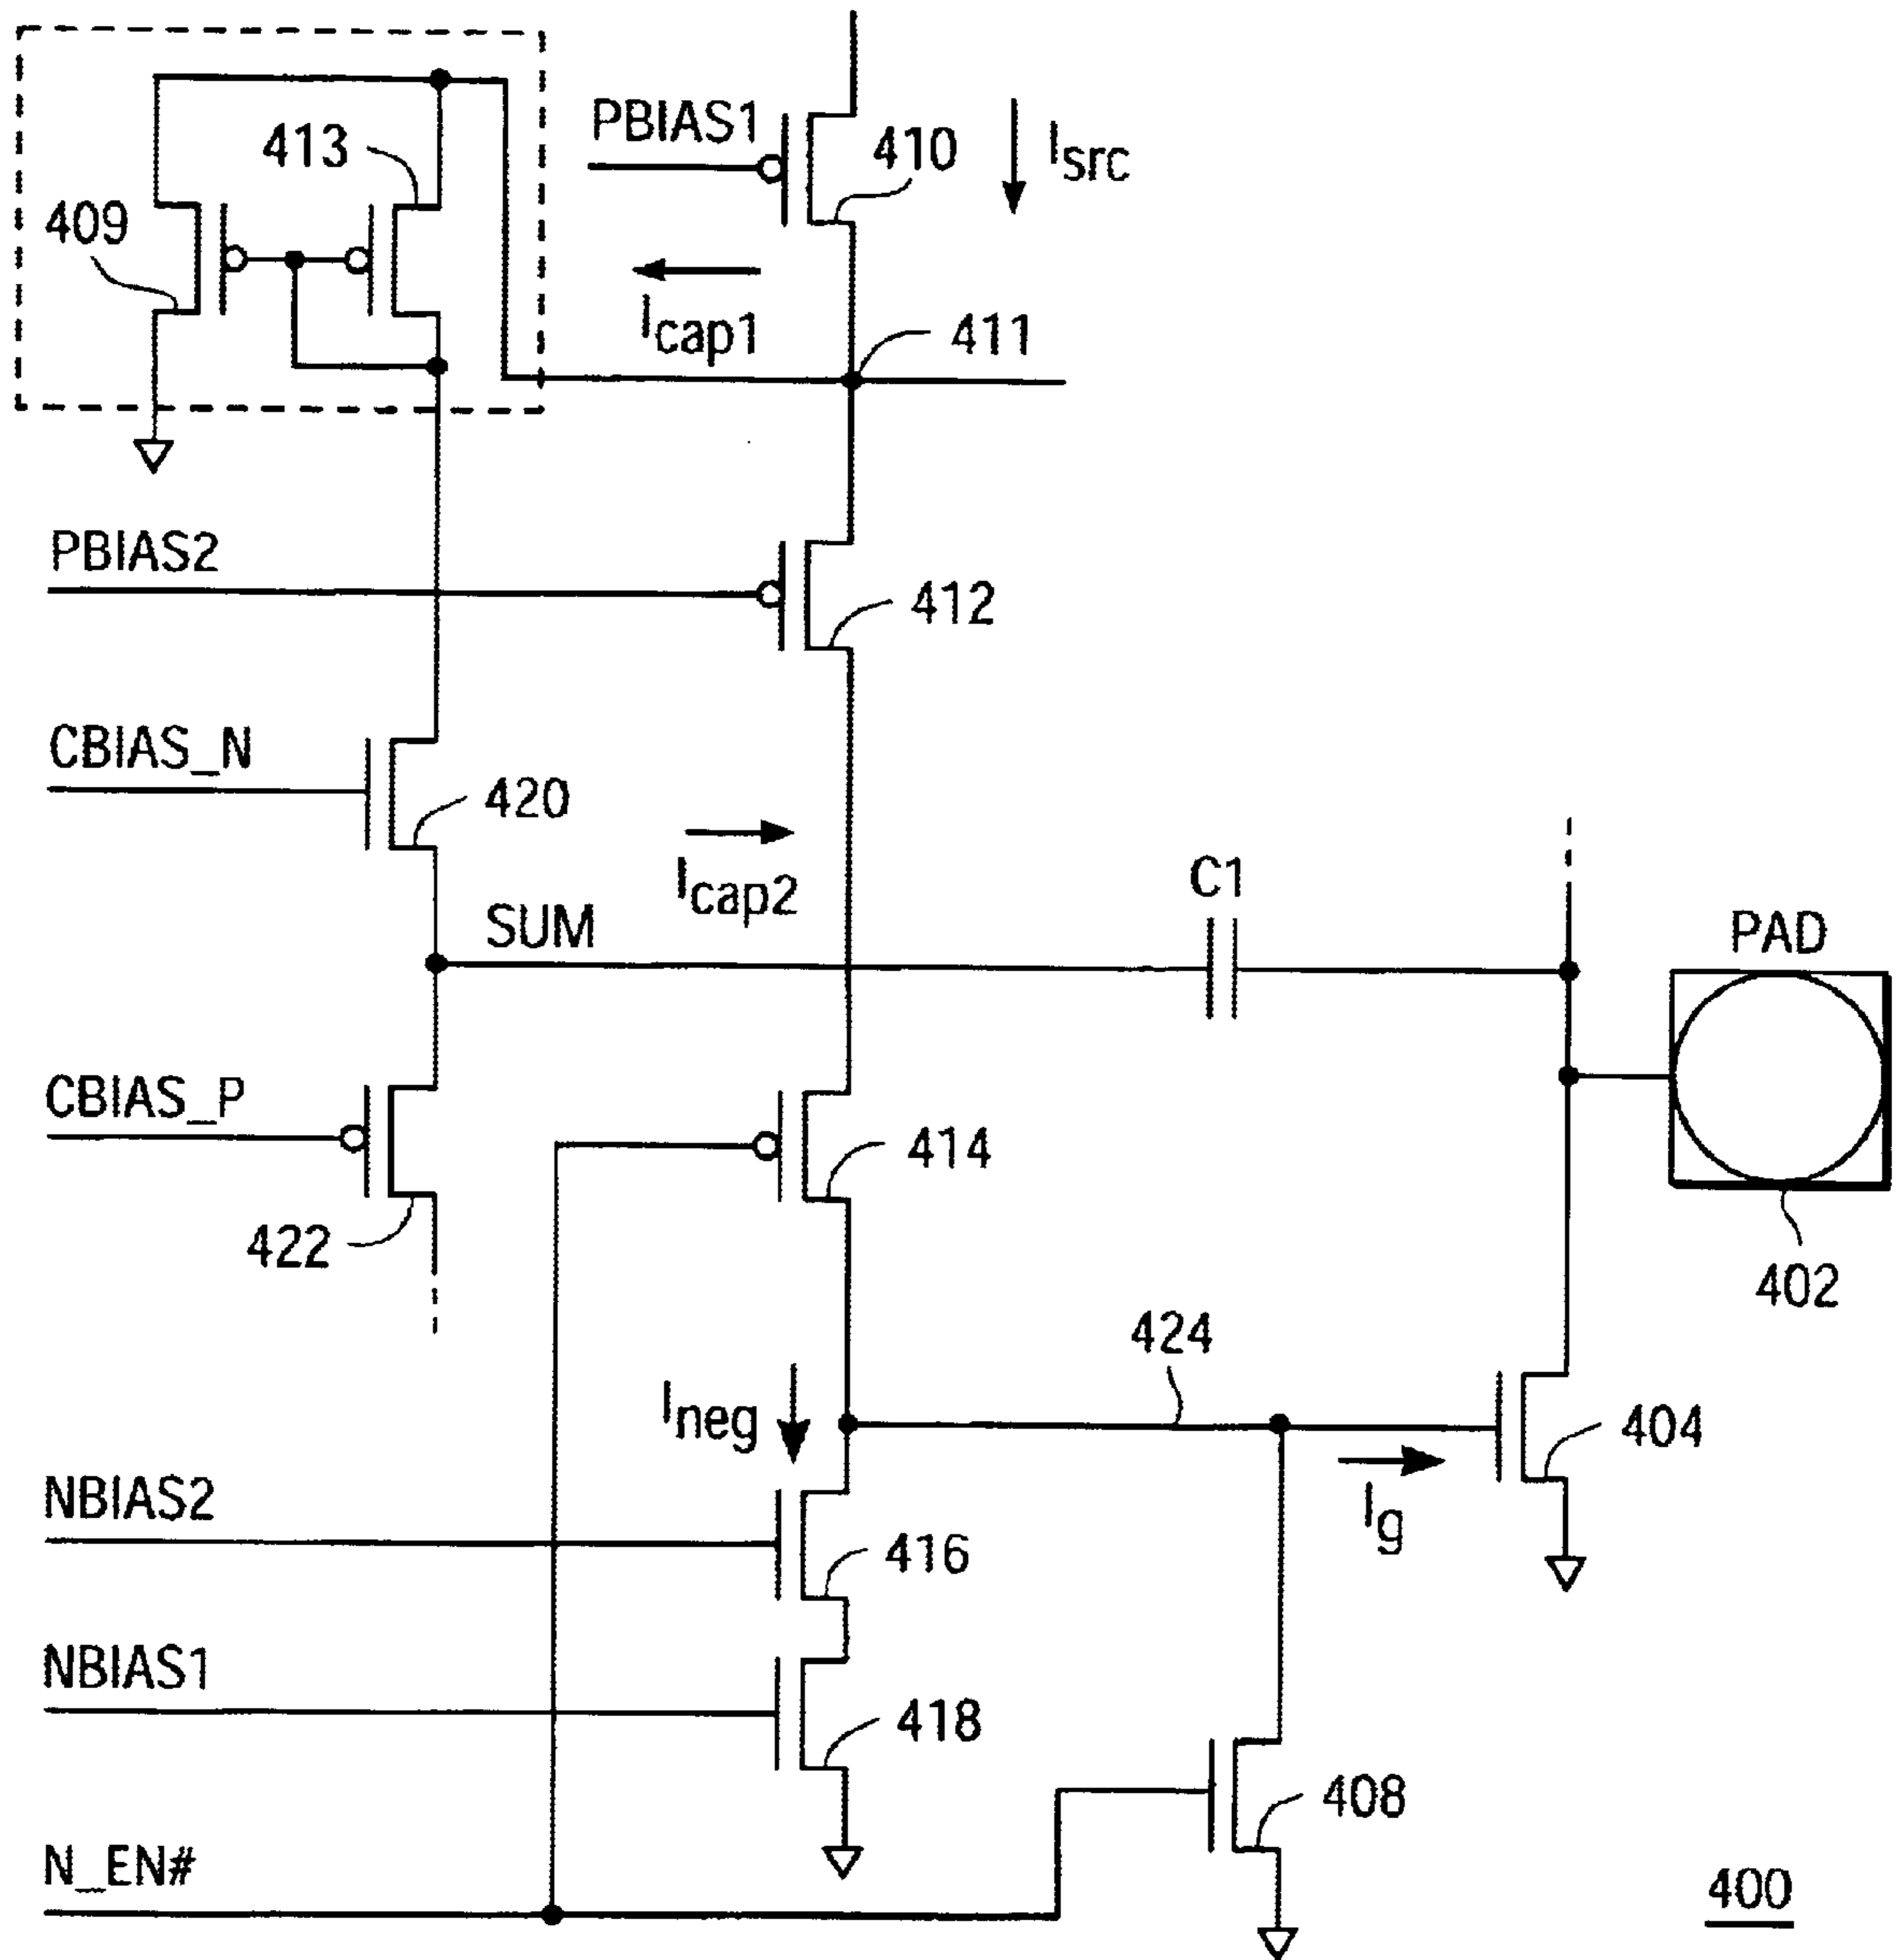 PBIAS1
413
410
Isrc
409
Icap1
411
PBIAS2
412
CBIAS_N
420
Icap2
C1
SUM
PAD
CBIAS_P
414
422
402
424
Ineg
404
NBIAS2
Ig
416
NBIAS1
418
408
N_EN#
400